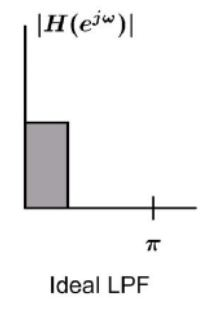 |H(e^{jω})|
π
Ideal LPF